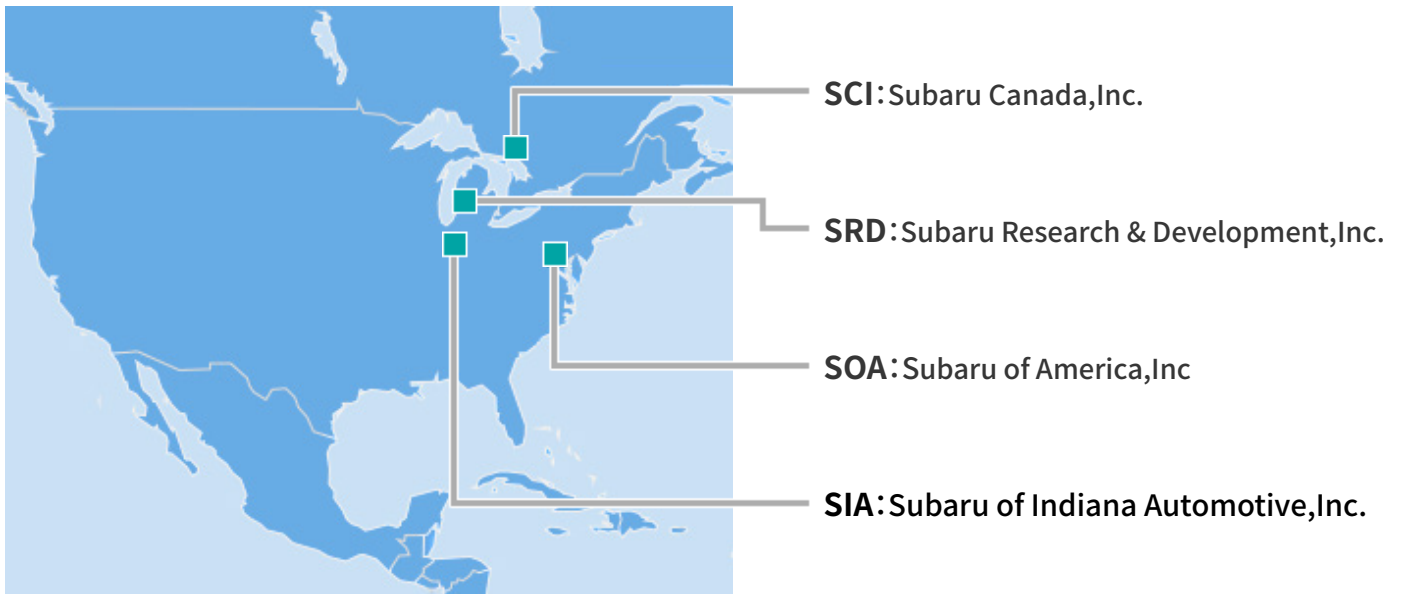 SCI:Subaru Canada,Inc.
SRD:Subaru Research & Development,Inc.
SOA:Subaru of America,Inc
SIA:Subaru of Indiana Automotive,Inc.